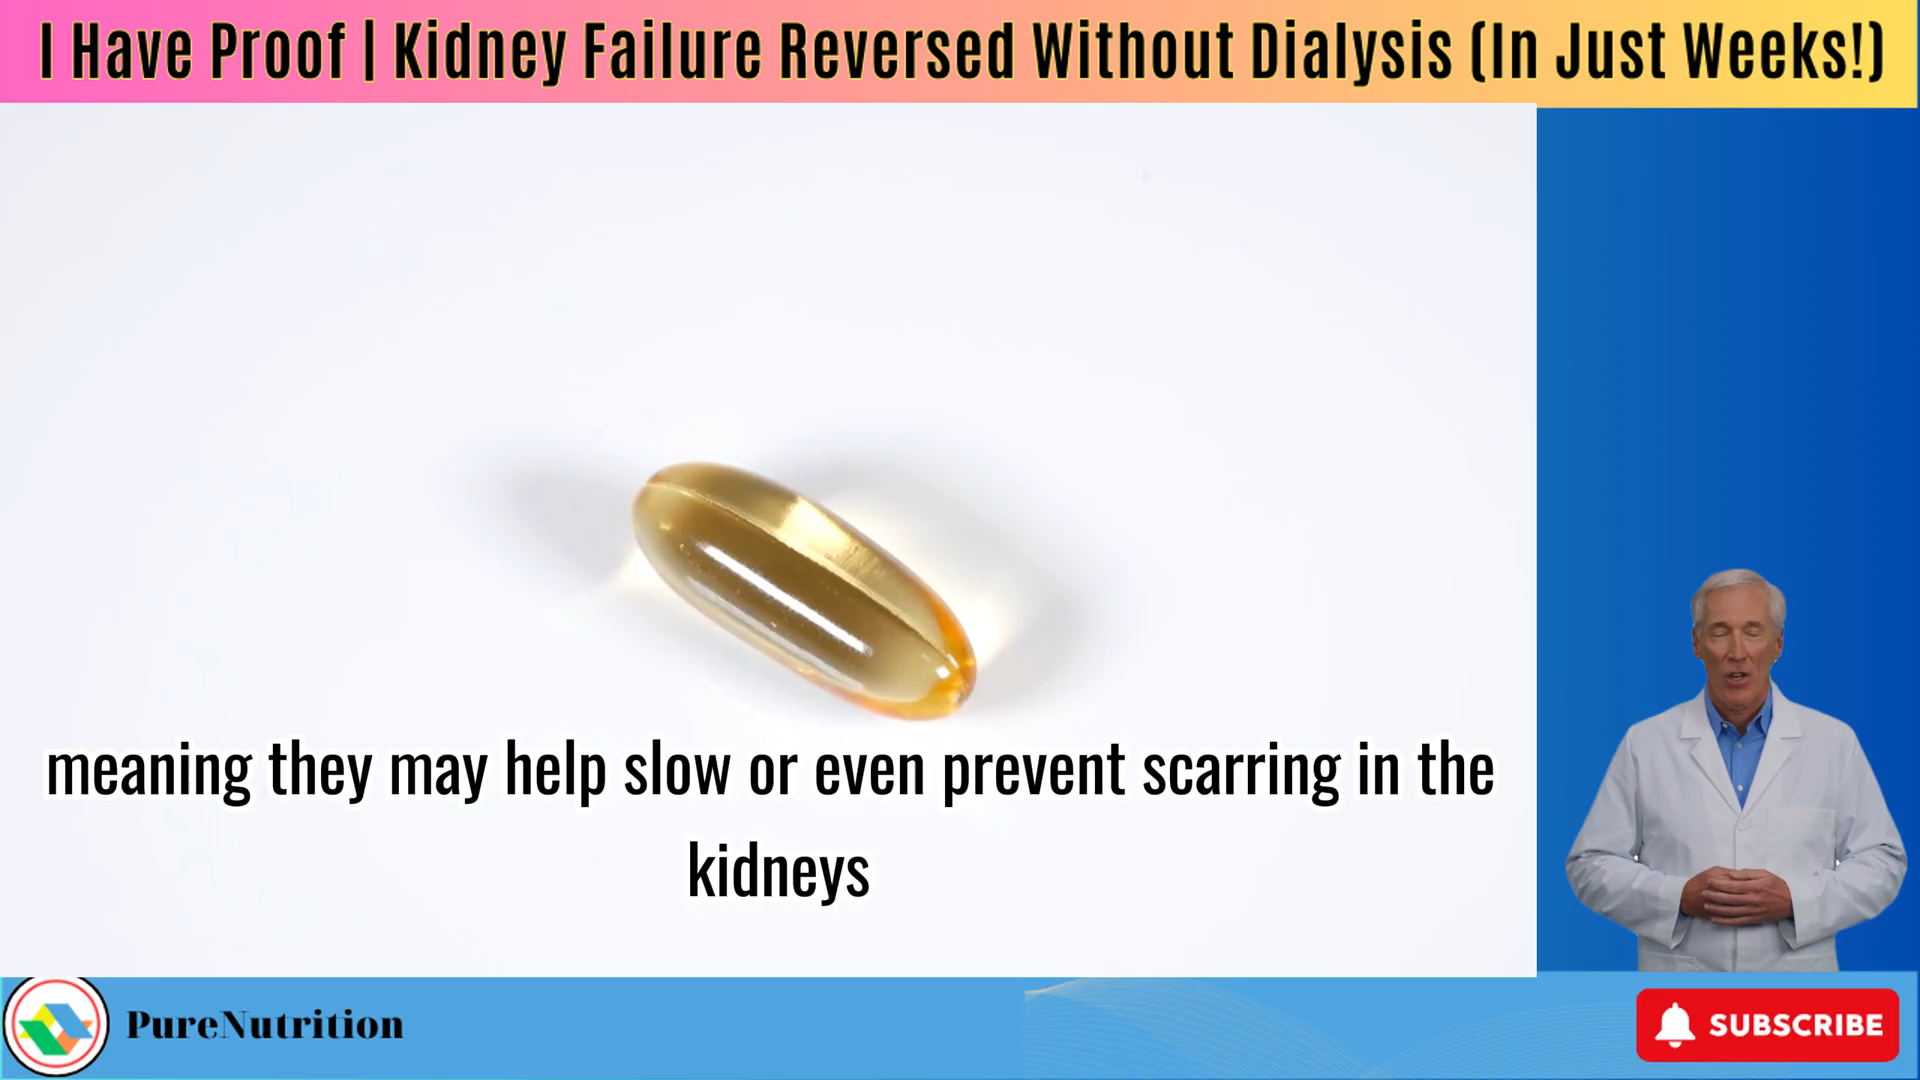 I Have Proof | Kidney Failure Reversed Without Dialysis (In Just Weeks!)
meaning they may help slow or even prevent scarring in the
kidneys
PureNutrition
SUBSCRIBE